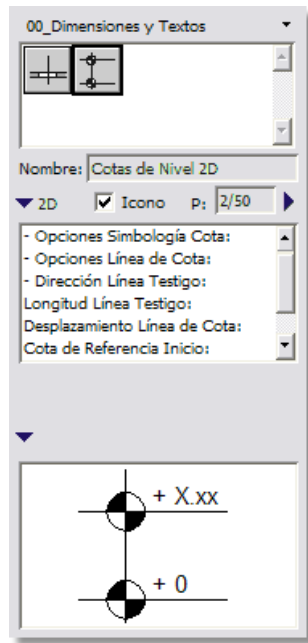 00_Dimensiones y Textos
Nombre: Cotas de Nivel 2D
2D Icono P: 2/50
- Opciones Simbología Cota:
- Opciones Línea de Cota:
- Dirección Línea Testigo:
Longitud Línea Testigo:
Desplazamiento Línea de Cota:
Cota de Referencia Inicio:
+ X.xx
+ 0